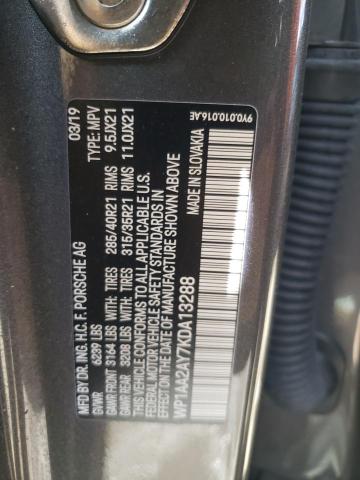 MFD BY DR. ING. H.C. F. PORSCHE AG 03/19
GVWR 6239 LBS TYPE: MPV
GWR FRONT 3164 LBS WITH TIRES 285/40R21 RIMS 9.5JX21
GWR REAR 3208 LBS WITH TIRES 315/35R21 RIMS 11.0JX21
THIS VEHICLE CONFORMS TO ALL APPLICABLE U.S.
FEDERAL MOTOR VEHICLE SAFETY STANDARDS IN
EFFECT ON THE DATE OF MANUFACTURE SHOWN ABOVE
WP1AA2AY7KDA13288 MADE IN SLOVAKIA
9Y0.010.016.AE